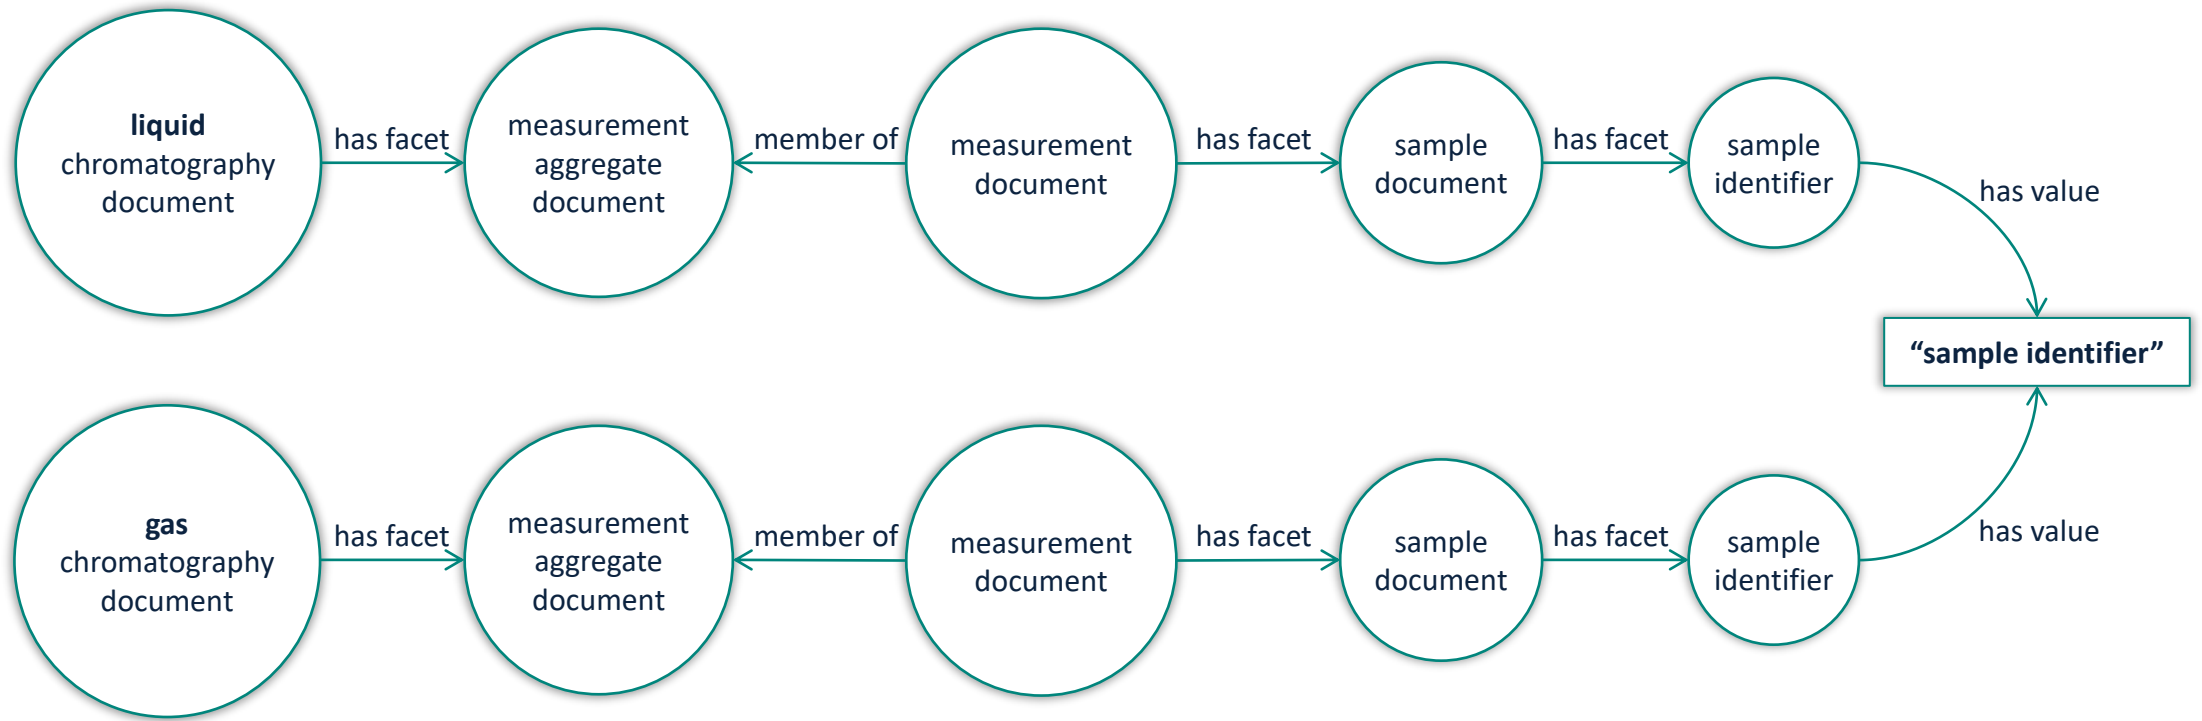 liquid
chromatography
document
has facet
measurement
aggregate
document
member of
measurement
document
has facet
sample
document
has facet
sample
identifier
has value
“sample identifier”
gas
chromatography
document
has facet
measurement
aggregate
document
member of
measurement
document
has facet
sample
document
has facet
sample
identifier
has value